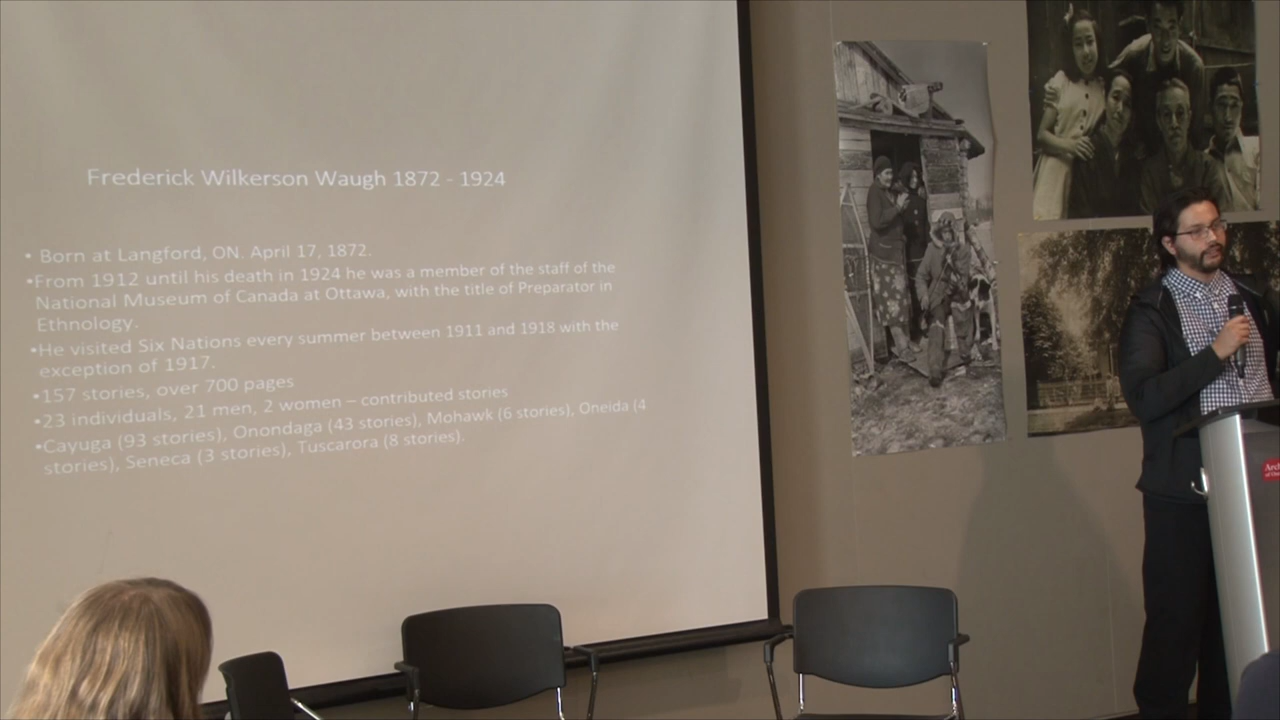 Frederick Wilkerson Waugh 1872 - 1924
• Born at Langford, ON. April 17, 1872.
•From 1912 until his death in 1924 he was a member of the staff of the
National Museum of Canada at Ottawa, with the title of Preparator in
Ethnology.
•He visited Six Nations every summer between 1911 and 1918 with the
exception of 1917.
•157 stories, over 700 pages
•23 individuals, 21 men, 2 women – contributed stories
•Cayuga (93 stories), Onondaga (43 stories), Mohawk (6 stories), Oneida (4
stories), Seneca (3 stories), Tuscarora (8 stories).